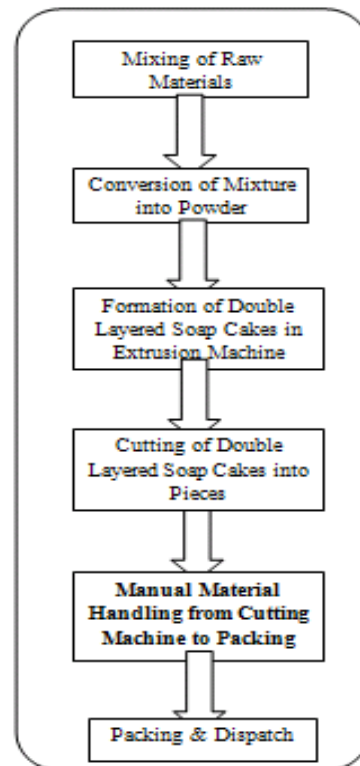 Mixing of Raw
Materials
Conversion of Mixture
into Powder
Formation of Double
Layered Soap Cakes in
Extrusion Machine
Cutting of Double
Layered Soap Cakes into
Pieces
Manual Material
Handling from Cutting
Machine to Packing
Packing & Dispatch